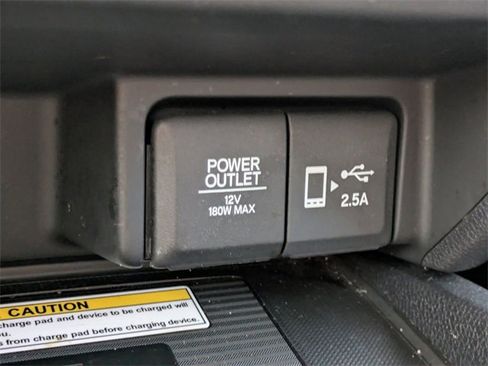 POWER
OUTLET
12V
180W MAX
2.5A
CAUTION
charge pad and device to be charged will
you.
from charge pad before charging device.